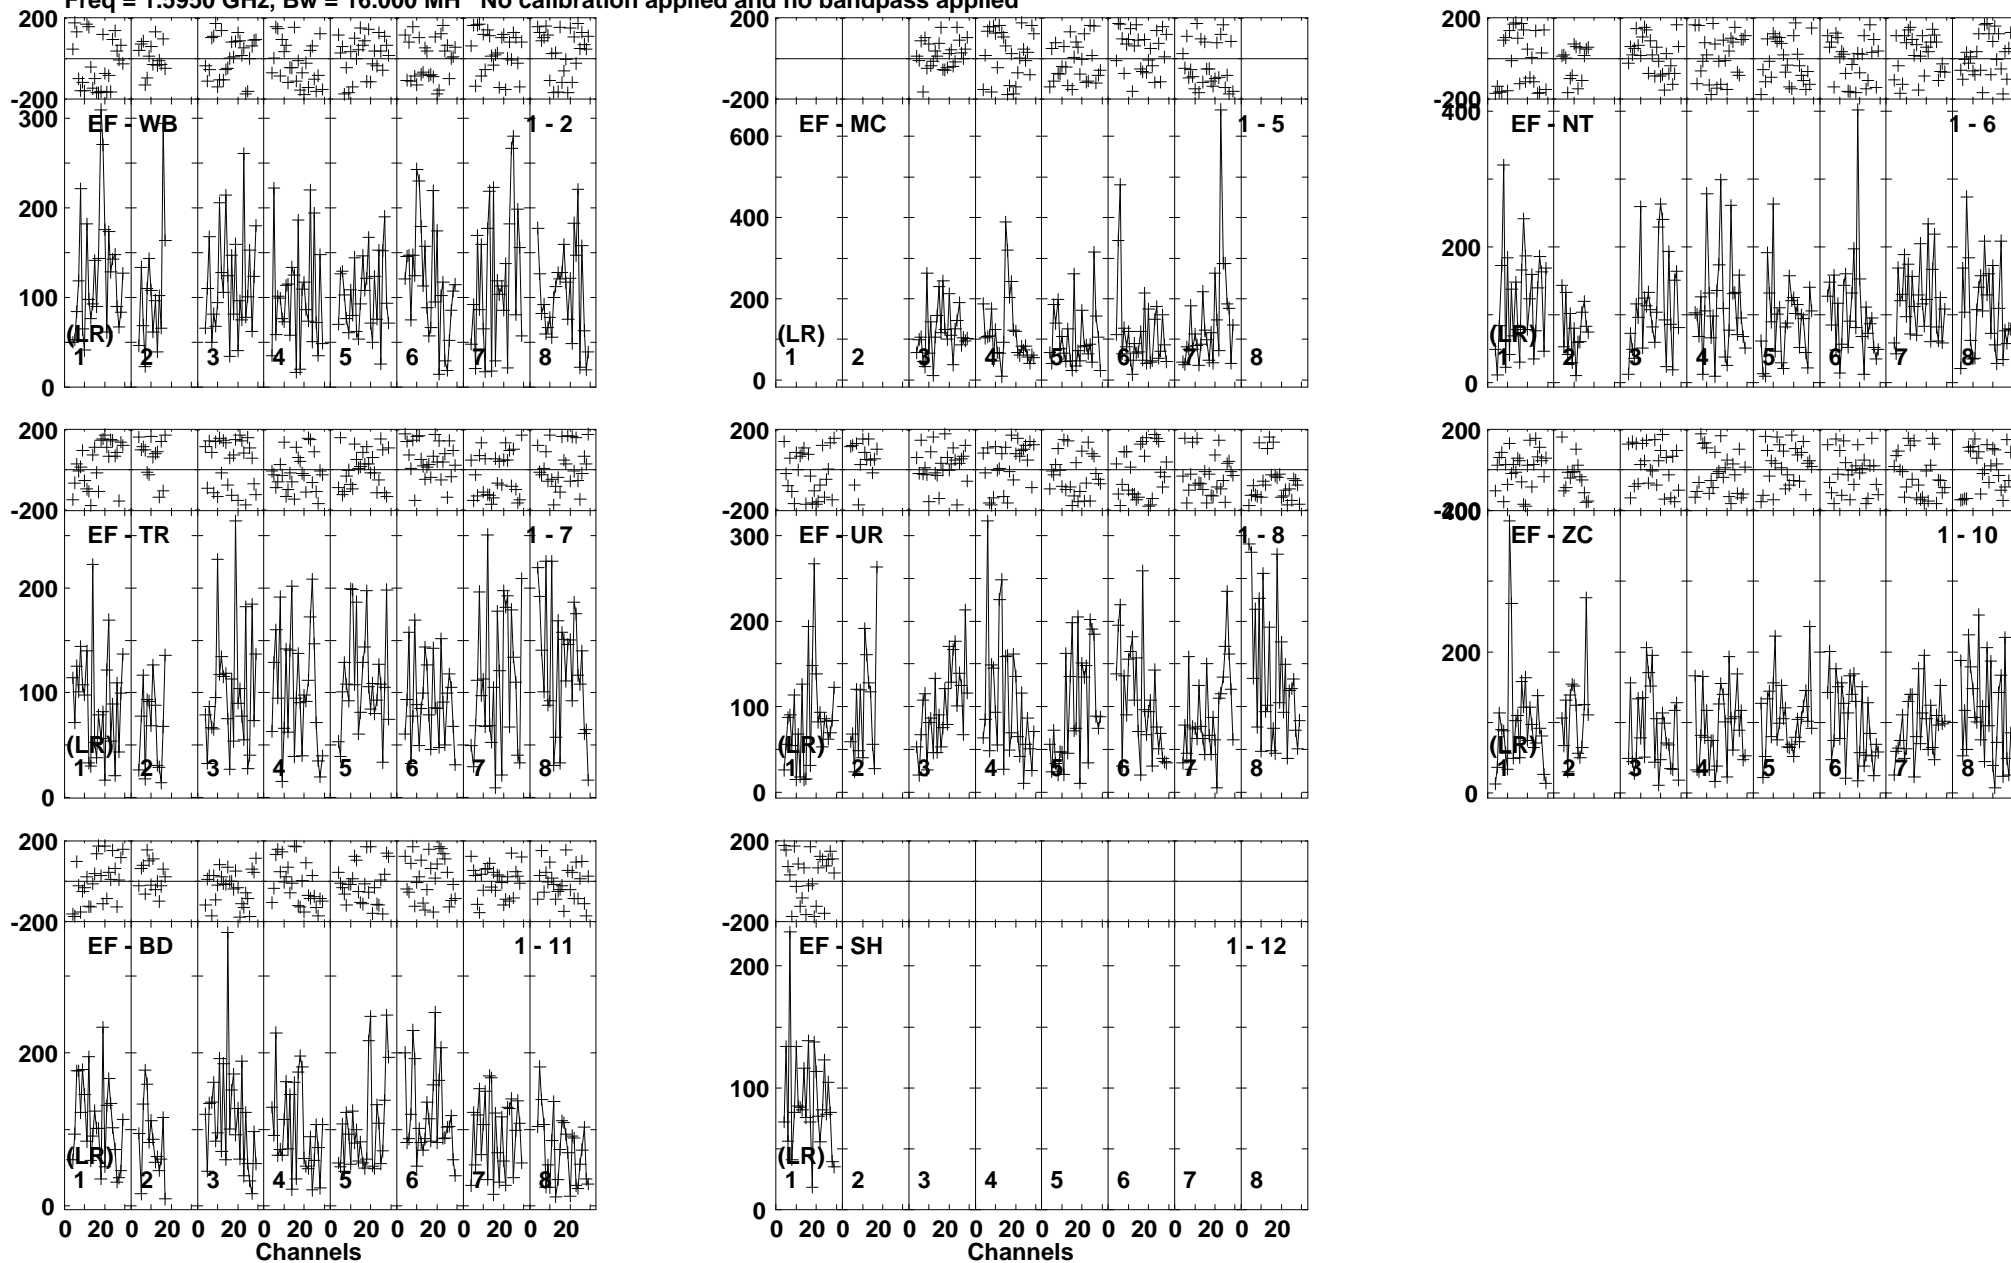 Freq = 1.5950 GHz, Bw = 16.000 MH No calibration applied and no bandpass applied
200 200 200
-200 -200 -200
300 EF - WB 1 - 2 EF - MC 1 - 5 400 EF - NT 1 - 6
600
200 400 200
100 200
(LR) (LR) (LR)
1 2 3 4 5 6 7 8 1 2 3 4 5 6 7 8 1 2 3 4 5 6 7 8
0 0 0
200 200 200
-200 -200 -200
EF - TR 1 - 7 300 EF - UR 1 - 8 400 EF - ZC 1 - 10
200 200 200
100 100
(LR) (LR) (LR)
1 2 3 4 5 6 7 8 1 2 3 4 5 6 7 8 1 2 3 4 5 6 7 8
0 0 0
200 200
-200 -200
EF - BD 1 - 11 EF - SH 1 - 12
200 200
100
(LR) (LR)
1 2 3 4 5 6 7 8 1 2 3 4 5 6 7 8
0 0
0 20 0 20 0 20 0 20 0 20 0 20 0 20 0 20 0 20 0 20 0 20 0 20 0 20 0 20 0 20 0 20
Channels Channels